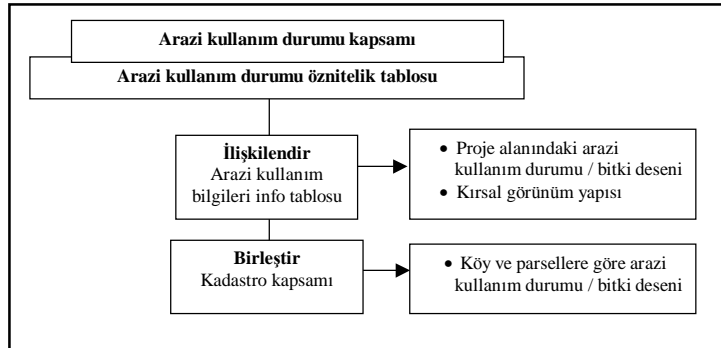 Arazi kullanım durumu kapsamı
Arazi kullanım durumu öznitelik tablosu
İlişkilendir
Arazi kullanım
bilgileri info tablosu
• Proje alanındaki arazi
kullanım durumu / bitki deseni
• Kırsal görünüm yapısı
Birleştir
Kadastro kapsamı
• Köy ve parsellere göre arazi
kullanım durumu / bitki deseni